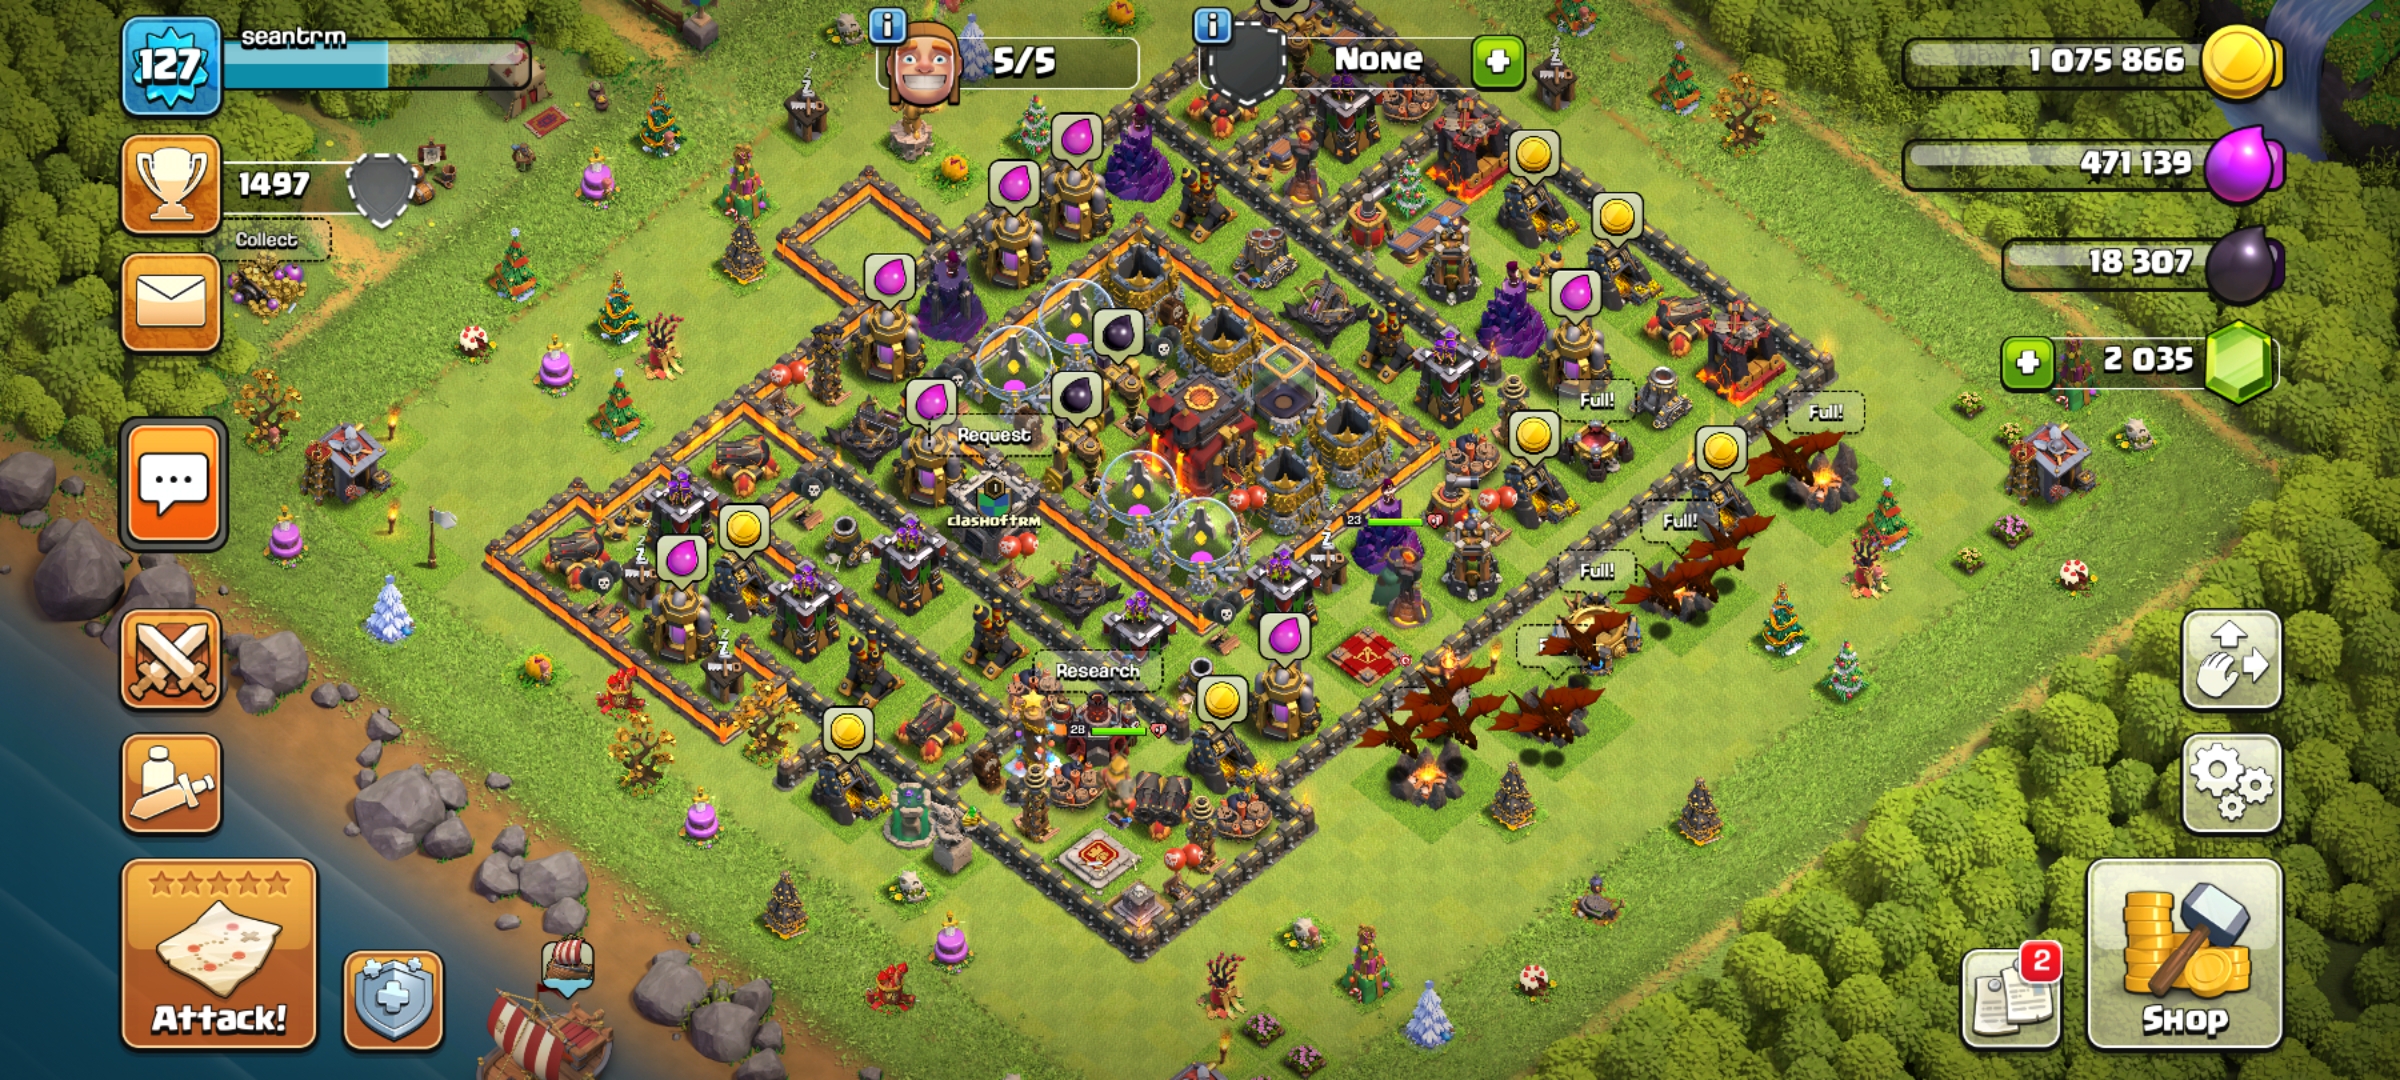 127
seantrm
5/5
None
1 075 866
1497
471 139
Collect
18 307
2 035
Full!
Full!
Request
clashoftrm
23
Full!
Full!
Research
28
Attack!
2
Shop